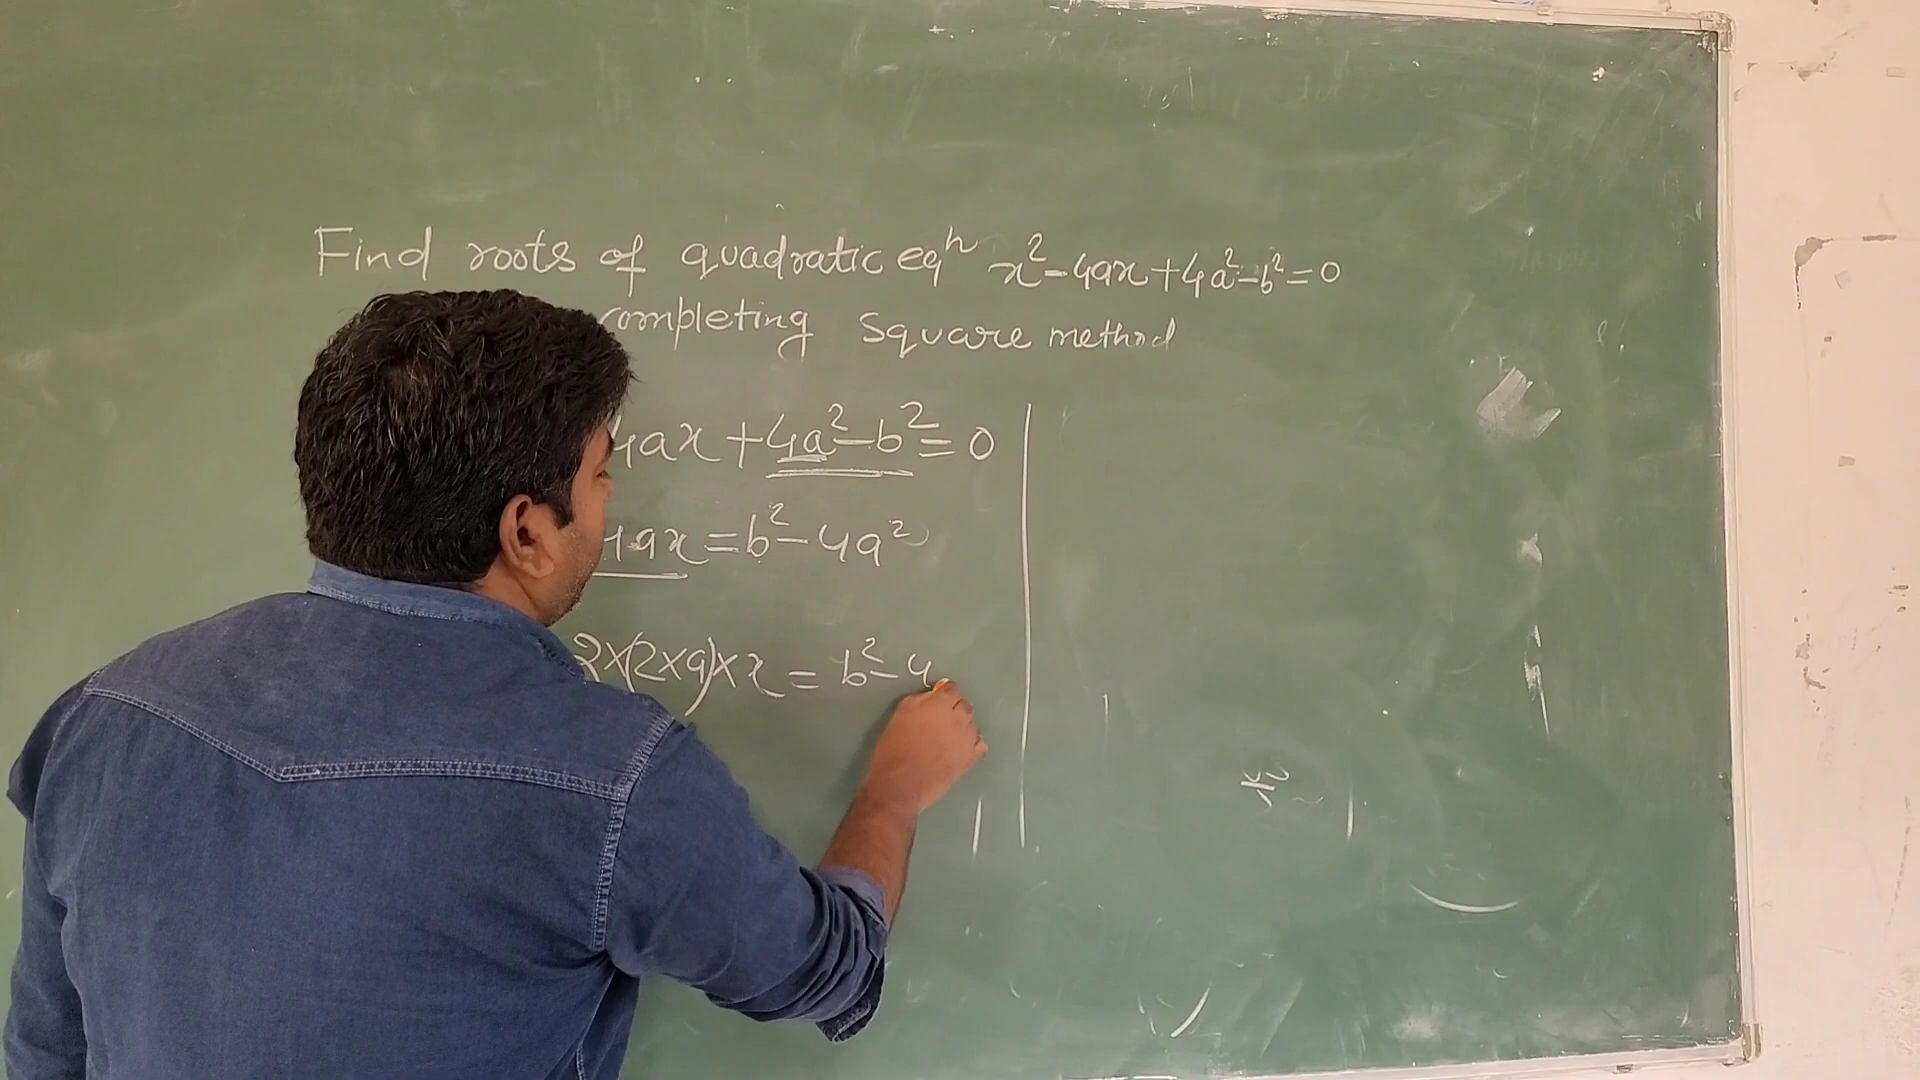 Find roots of quadratic eqⁿ x²-4ax+4a²-b²=0
completing square method
4ax+4a²-b²=0
4ax=b²-4a²
2×(2×a)×x = b²-4